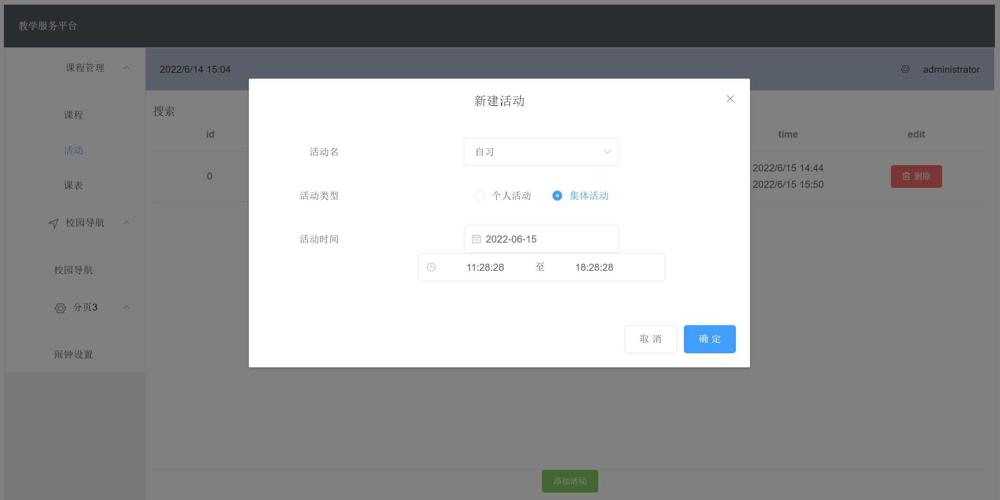 教学服务平台
课程管理
课程
活动
课表
校园导航
校园导航
分页3
闹钟设置
2022/6/14 15:04
administrator
搜索
id
time
edit
0
2022/6/15 14:44
2022/6/15 15:50
删除
新建活动
活动名
自习
活动类型
个人活动
集体活动
活动时间
2022-06-15
11:28:28 至 18:28:28
取 消
确 定
添加活动